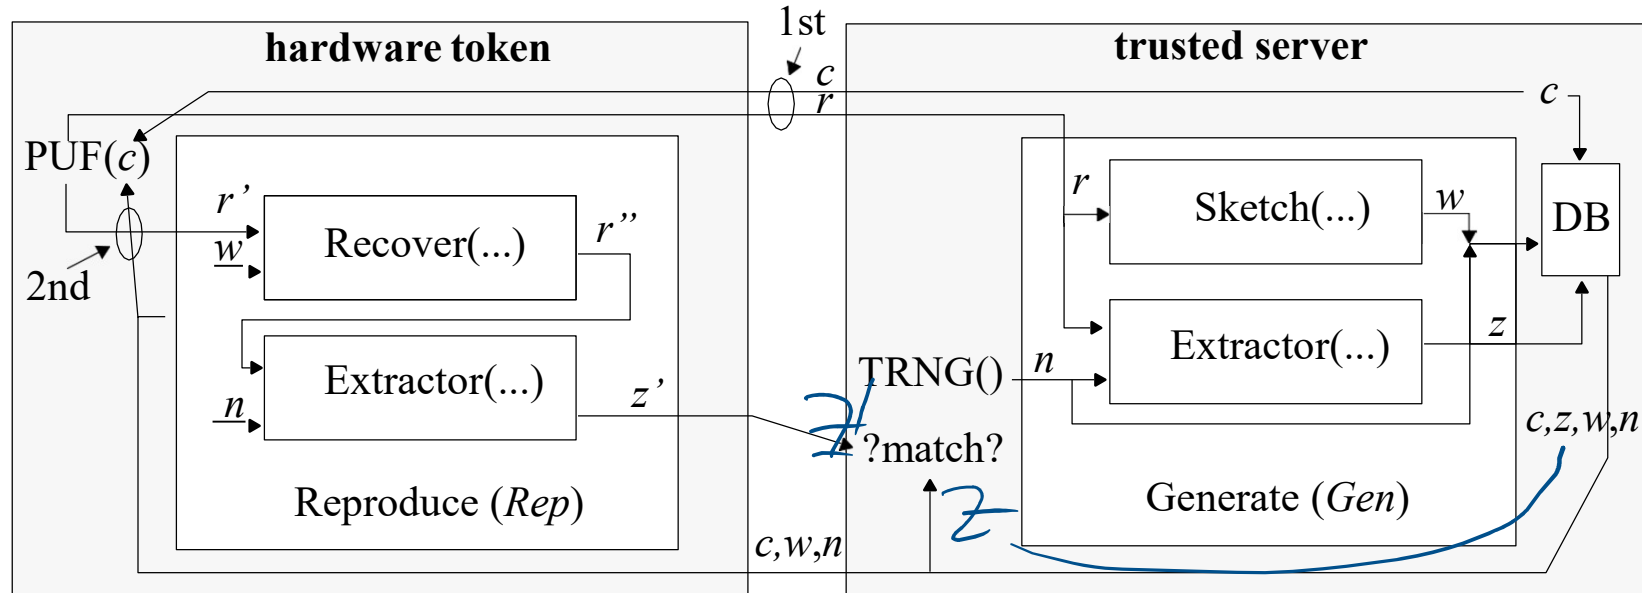 1st
hardware token
trusted server
c
r
c
PUF(c)
r’
w
Recover(...)
r’’
2nd
r
Sketch(...)
w
DB
Extractor(...)
n
z’
z'
TRNG()
n
Extractor(...)
z
?match?
c,z,w,n
Reproduce (Rep)
z
Generate (Gen)
c,w,n